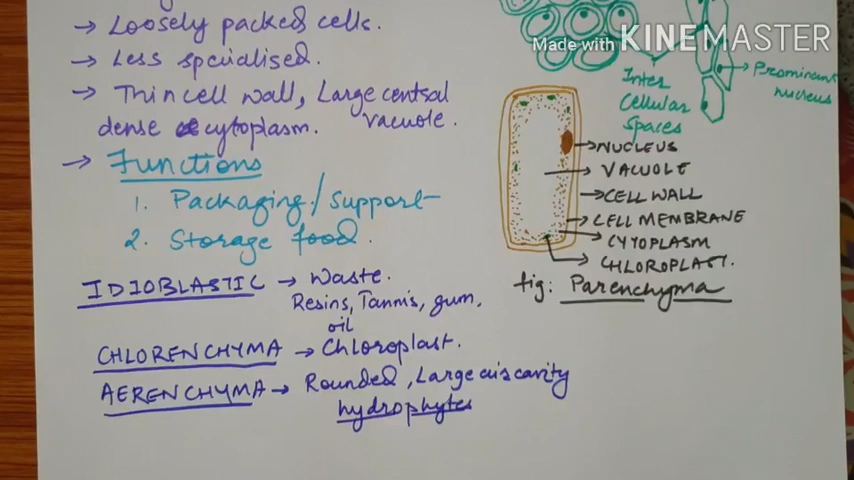 → Loosely packed cells.
→ Less specialised.
→ Thin cell wall, Large central
dense cytoplasm. vacuole.
→ Functions
1. Packaging/Support
2. Storage food.
IDIOBLASTIC → Waste.
Resins, Tannis, gum,
oil
CHLORENCHYMA → Chloroplast.
AERENCHYMA → Rounded, Large air cavity
hydrophytes
Made with KINEMASTER
Inter
Cellular
Spaces
Prominent
nucleus
NUCLEUS
VACUOLE
CELL WALL
CELL MEMBRANE
CYTOPLASM
CHLOROPLAST.
fig: Parenchyma